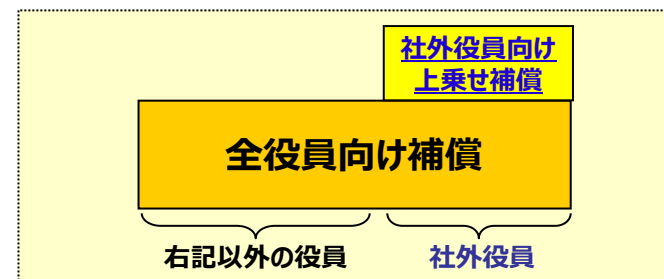 社外役員向け
上乗せ補償
全役員向け補償
右記以外の役員
社外役員